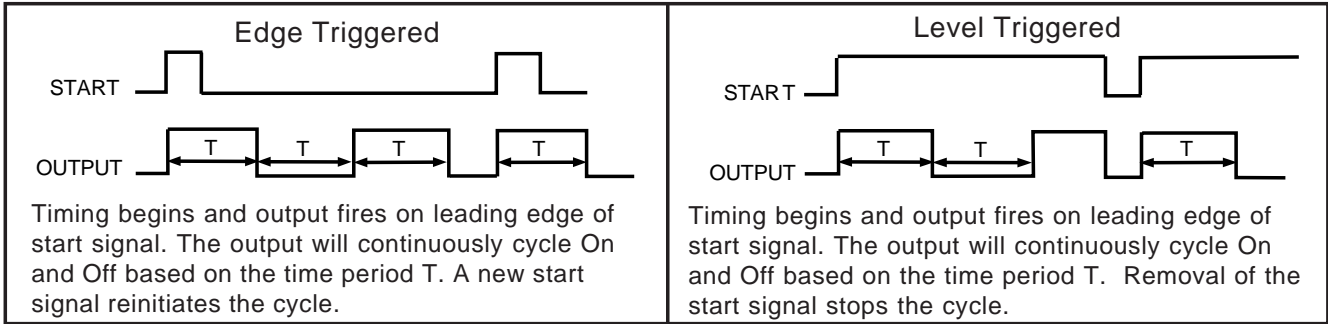 Edge Triggered
START
OUTPUT
T T T T
Timing begins and output fires on leading edge of
start signal. The output will continuously cycle On
and Off based on the time period T. A new start
signal reinitiates the cycle.
Level Triggered
START
OUTPUT
T T T
Timing begins and output fires on leading edge of
start signal. The output will continuously cycle On
and Off based on the time period T. Removal of the
start signal stops the cycle.